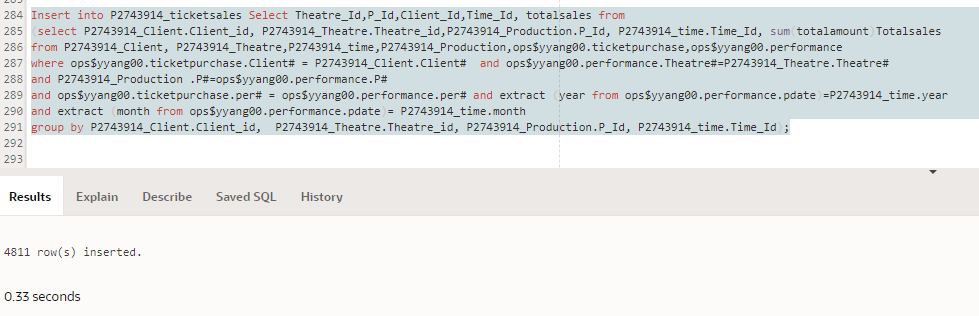 284 Insert into P2743914_ticketsales Select Theatre_Id,P_Id,Client_Id,Time_Id, totalsales from
285 (select P2743914_Client.Client_id, P2743914_Theatre.Theatre_id,P2743914_Production.P_Id, P2743914_time.Time_Id, sum(totalamount)Totalsales
286 from P2743914_Client, P2743914_Theatre,P2743914_time,P2743914_Production,ops$yyang00.ticketpurchase,ops$yyang00.performance
287 where ops$yyang00.ticketpurchase.Client# = P2743914_Client.Client#  and ops$yyang00.performance.Theatre#=P2743914_Theatre.Theatre#
288 and P2743914_Production .P#=ops$yyang00.performance.P#
289 and ops$yyang00.ticketpurchase.per# = ops$yyang00.performance.per# and extract (year from ops$yyang00.performance.pdate)=P2743914_time.year
290 and extract (month from ops$yyang00.performance.pdate)= P2743914_time.month
291 group by P2743914_Client.Client_id,  P2743914_Theatre.Theatre_id, P2743914_Production.P_Id, P2743914_time.Time_Id);
292
293
Results Explain Describe Saved SQL History
4811 row(s) inserted.
0.33 seconds